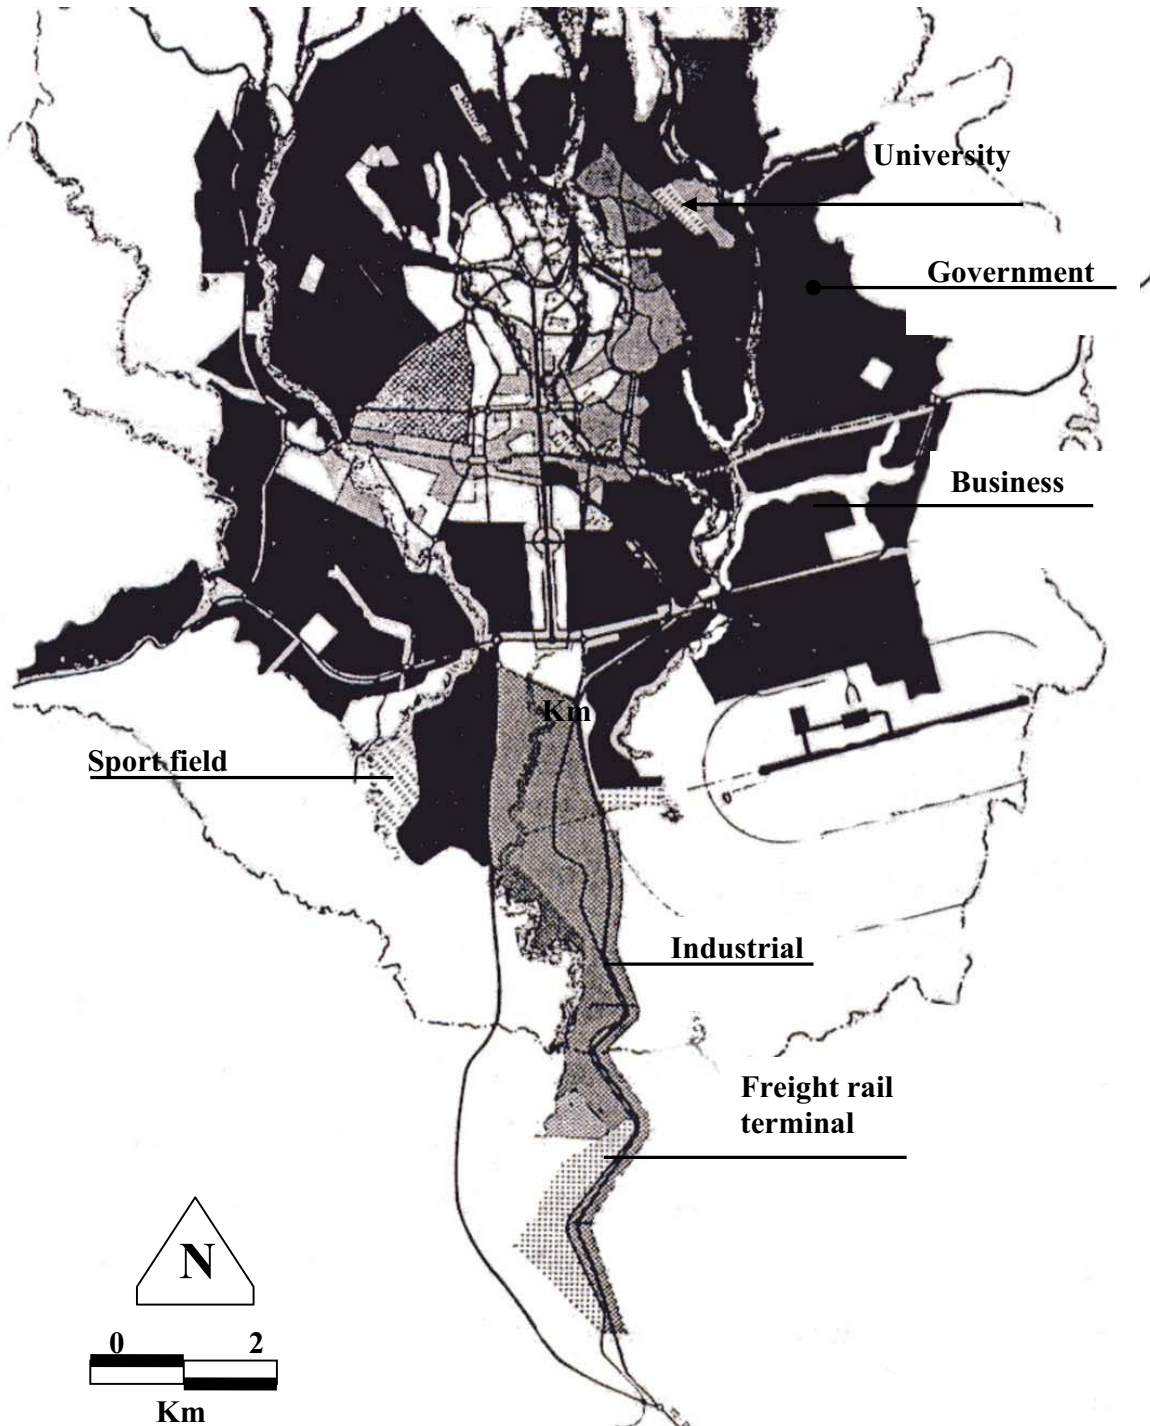 University
Government
Business
Km
Sport field
Industrial
Freight rail
terminal
N
0 2
Km